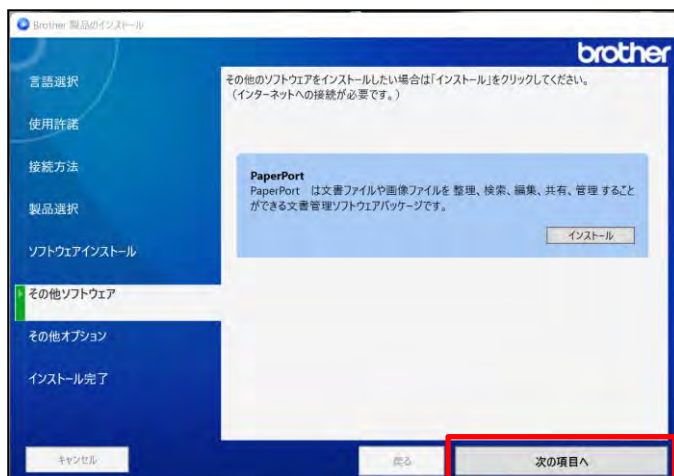 Brother 製品のインストール
brother
言語選択
使用許諾
接続方法
製品選択
ソフトウェアインストール
その他ソフトウェア
その他オプション
インストール完了
その他のソフトウェアをインストールしたい場合は「インストール」をクリックしてください。
(インターネットへの接続が必要です。)
PaperPort
PaperPort は文書ファイルや画像ファイルを 整理、検索、編集、共有、管理 すること
ができる文書管理ソフトウェアパッケージです。
インストール
キャンセル
戻る
次の項目へ